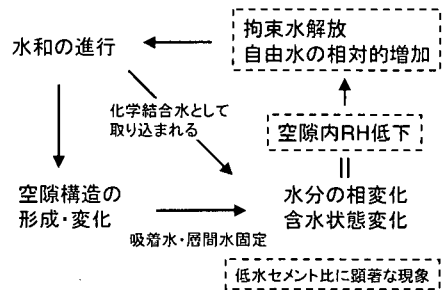 拘束水解放
自由水の相対的増加
水和の進行
化学結合水として
取り込まれる
空隙内RH低下
空隙構造の
形成・変化
水分の相変化
含水状態変化
吸着水・層間水固定
低水セメント比に顕著な現象